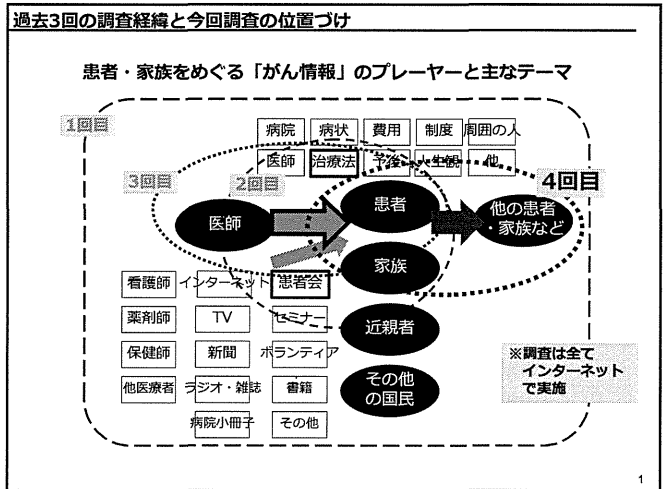 過去3回の調査経緯と今回調査の位置づけ
患者・家族をめぐる「がん情報」のプレーヤーと主なテーマ
1回目
病院 病状 費用 制度 周囲の人
医師 治療法 予後 人生観 他
3回目 2回目 4回目
医師
患者
他の患者
・家族など
家族
看護師 インターネット 患者会
薬剤師 TV セミナー
近親者
保健師 新聞 ボランティア
※調査は全て
インターネット
で実施
他医療者 ラジオ・雑誌 書籍
その他
の国民
病院小冊子 その他
1